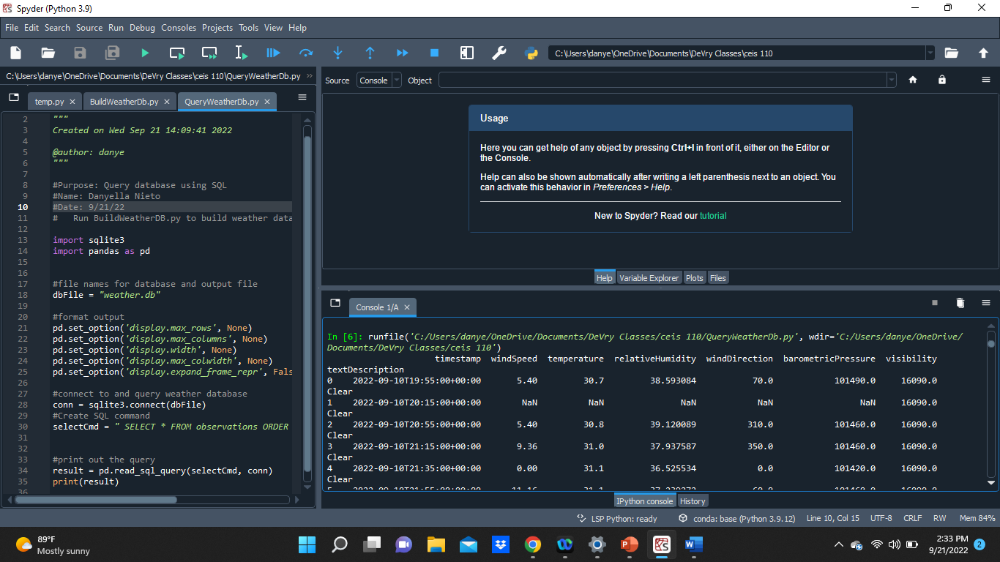 Spyder (Python 3.9)
File Edit Search Source Run Debug Consoles Projects Tools View Help
C:\Users\danye\OneDrive\Documents\DeVry Classes\ceis 110
C:\Users\danye\OneDrive\Documents\DeVry Classes\ceis 110\QueryWeatherDb.py
temp.py BuildWeatherDb.py QueryWeatherDb.py
2 """
3 Created on Wed Sep 21 14:09:41 2022
4
5 @author: danye
6 """
7
8 #Purpose: Query database using SQL
9 #Name: Danyella Nieto
10 #Date: 9/21/22
11 #   Run BuildWeatherDB.py to build weather data
12
13 import sqlite3
14 import pandas as pd
15
16
17 #file names for database and output file
18 dbFile = "weather.db"
19
20 #format output
21 pd.set_option('display.max_rows', None)
22 pd.set_option('display.max_columns', None)
23 pd.set_option('display.width', None)
24 pd.set_option('display.max_colwidth', None)
25 pd.set_option('display.expand_frame_repr', Fals
26
27 #connect to and query weather database
28 conn = sqlite3.connect(dbFile)
29 #Create SQL command
30 selectCmd = " SELECT * FROM observations ORDER
31
32
33 #print out the query
34 result = pd.read_sql_query(selectCmd, conn)
35 print(result)
36
Source Console Object
Usage
Here you can get help of any object by pressing Ctrl+I in front of it, either on the Editor or
the Console.
Help can also be shown automatically after writing a left parenthesis next to an object. You
can activate this behavior in Preferences > Help.
New to Spyder? Read our tutorial
Help Variable Explorer Plots Files
Console 1/A
In [6]: runfile('C:/Users/danye/OneDrive/Documents/DeVry Classes/ceis 110/QueryWeatherDb.py', wdir='C:/Users/danye/OneDrive/
Documents/DeVry Classes/ceis 110')
timestamp windSpeed temperature relativeHumidity windDirection barometricPressure visibility
textDescription
0 2022-09-10T19:55:00+00:00 5.40 30.7 38.593084 70.0 101490.0 16090.0
Clear
1 2022-09-10T20:15:00+00:00 NaN NaN NaN NaN NaN 16090.0
Clear
2 2022-09-10T20:55:00+00:00 5.40 30.8 39.120089 310.0 101460.0 16090.0
Clear
3 2022-09-10T21:15:00+00:00 9.36 31.0 37.937587 350.0 101460.0 16090.0
Clear
4 2022-09-10T21:35:00+00:00 0.00 31.1 36.525534 0.0 101420.0 16090.0
Clear
IPython console History
LSP Python: ready conda: base (Python 3.9.12) Line 10, Col 15 UTF-8 CRLF RW Mem 84%
89°F
Mostly sunny
2:33 PM
9/21/2022 2